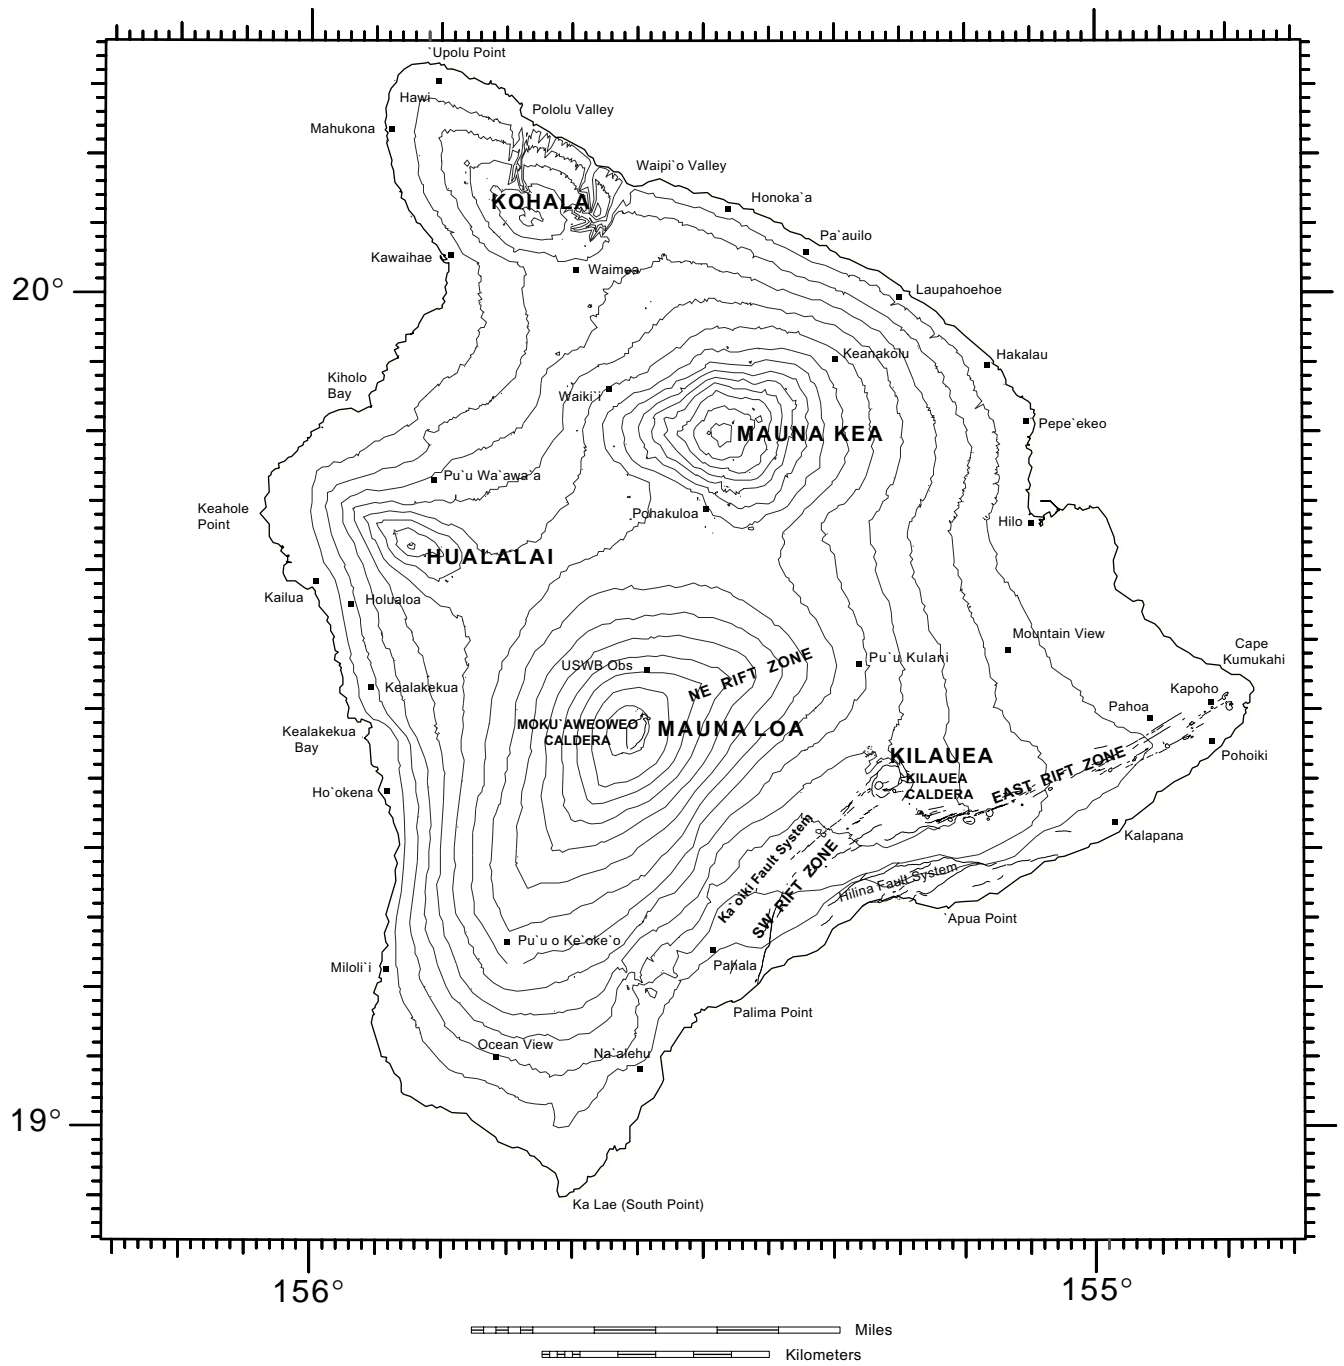 `Upolu Point
Hawi
Pololu Valley
Mahukona
Waipi`o Valley
KOHALA
Honoka`a
Pa`auilo
Kawaihae
Waimea
20°
Laupahoehoe
Keanakolu
Hakalau
Kiholo
Bay
Waiki`i
MAUNA KEA
Pepe`ekeo
Pu`u Wa`awa`a
Keahole
Point
Pohakuloa
Hilo
HUALALAI
Kailua
Holualoa
Mountain View
Cape
Kumukahi
USWB Obs
NE RIFT ZONE
Pu`u Kulani
Kealakekua
Kapoho
Pahoa
Kealakekua
Bay
MOKU`AWEOWEO
CALDERA
MAUNA LOA
KILAUEA
Pohoiki
KILAUEA
CALDERA
EAST RIFT ZONE
Ho`okena
Kalapana
Ka`oiki Fault System
SW RIFT ZONE
Hilina Fault System
`Apua Point
Pu`u o Ke`oke`o
Miloli`i
Pahala
Palima Point
Ocean View
Na`alehu
19°
Ka Lae (South Point)
156°
155°
Miles
Kilometers